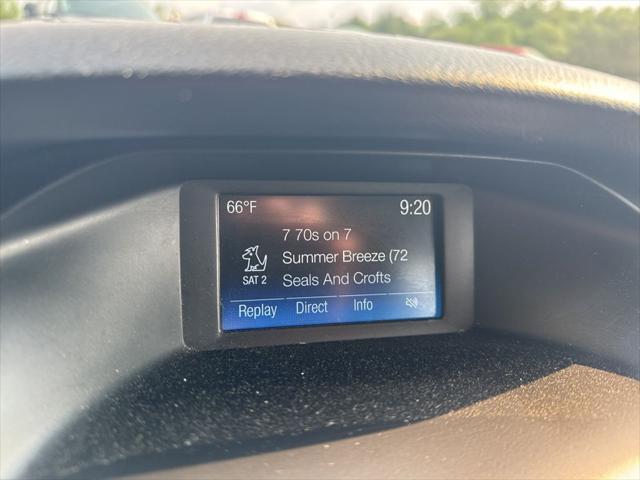 66°F 9:20
7 70s on 7
Summer Breeze (72
SAT 2 Seals And Crofts
Replay Direct Info